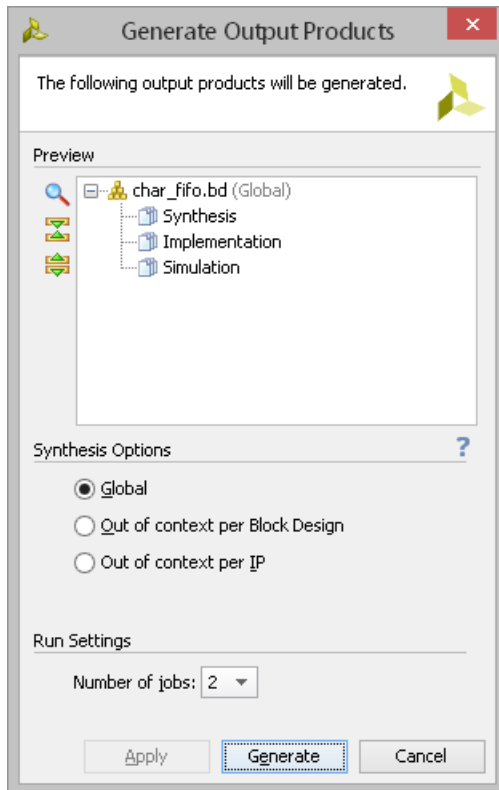 Generate Output Products
The following output products will be generated.
Preview
char_fifo.bd (Global)
Synthesis
Implementation
Simulation
Synthesis Options
?
Global
Out of context per Block Design
Out of context per IP
Run Settings
Number of jobs: 2
Apply Generate Cancel